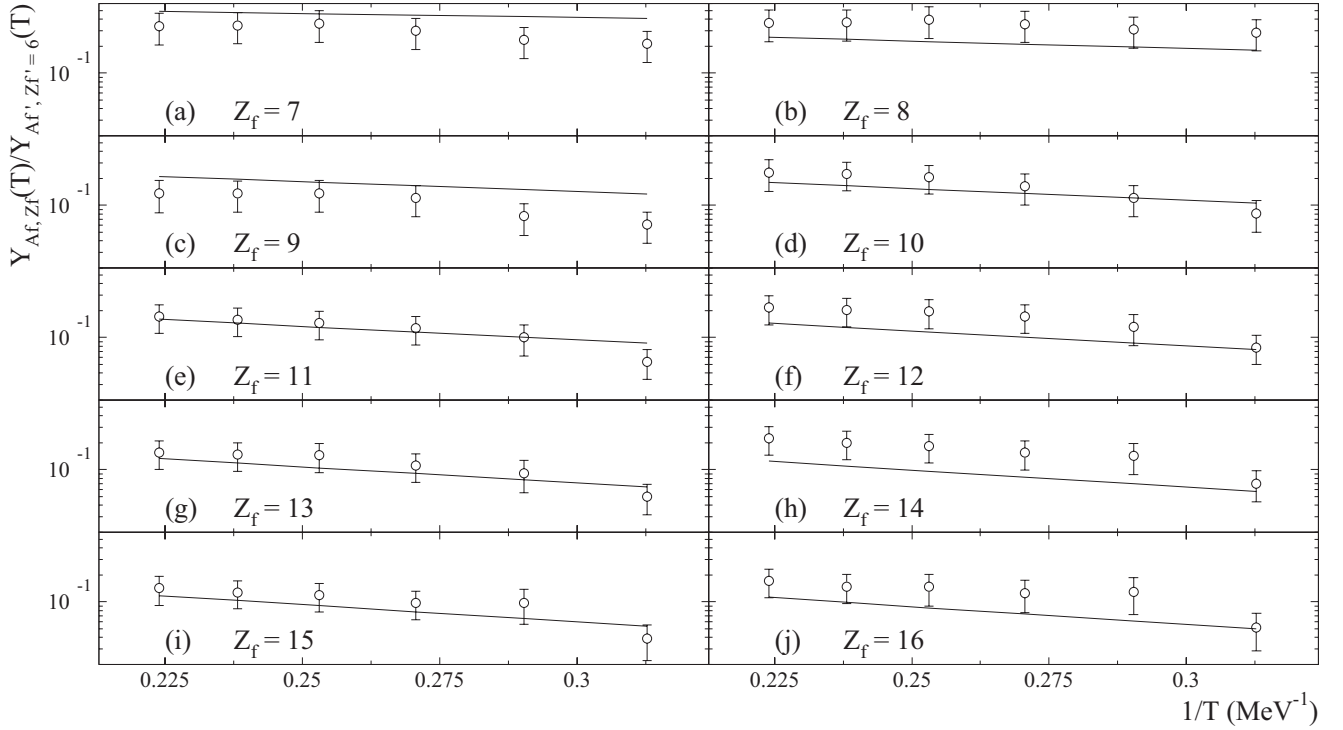 Y_{Af, Zf}(T)/Y_{Af', Zf' = 6}(T)
10^{-1}
(a) Z_f = 7
(b) Z_f = 8
10^{-1}
(c) Z_f = 9
(d) Z_f = 10
10^{-1}
(e) Z_f = 11
(f) Z_f = 12
10^{-1}
(g) Z_f = 13
(h) Z_f = 14
10^{-1}
(i) Z_f = 15
(j) Z_f = 16
0.225 0.25 0.275 0.3 0.225 0.25 0.275 0.3
1/T (MeV^{-1})